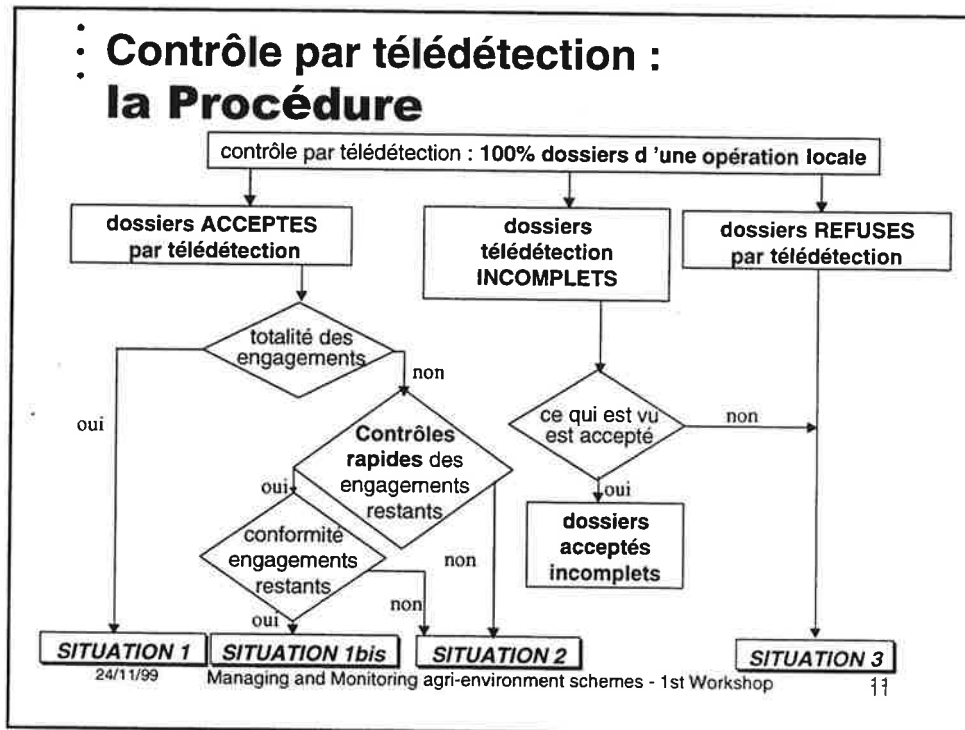 Contrôle par télédétection :
la Procédure
contrôle par télédétection : 100% dossiers d 'une opération locale
dossiers ACCEPTES
par télédétection
dossiers
télédétection
INCOMPLETS
dossiers REFUSES
par télédétection
totalité des
engagements
oui
non
Contrôles
rapides des
engagements
restants
ce qui est vu
est accepté
non
oui
oui
conformité
engagements
restants
dossiers
acceptés
incomplets
non
non
oui
SITUATION 1
SITUATION 1bis
SITUATION 2
SITUATION 3
24/11/99
Managing and Monitoring agri-environment schemes - 1st Workshop
11